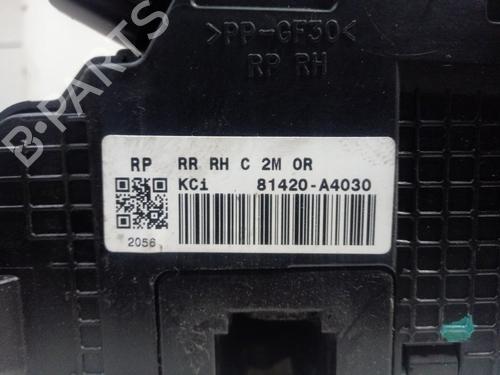 >PP-GF30<
RP RH
RP RR RH C 2M OR
KCi 81420-A4030
2056
B-PARTS